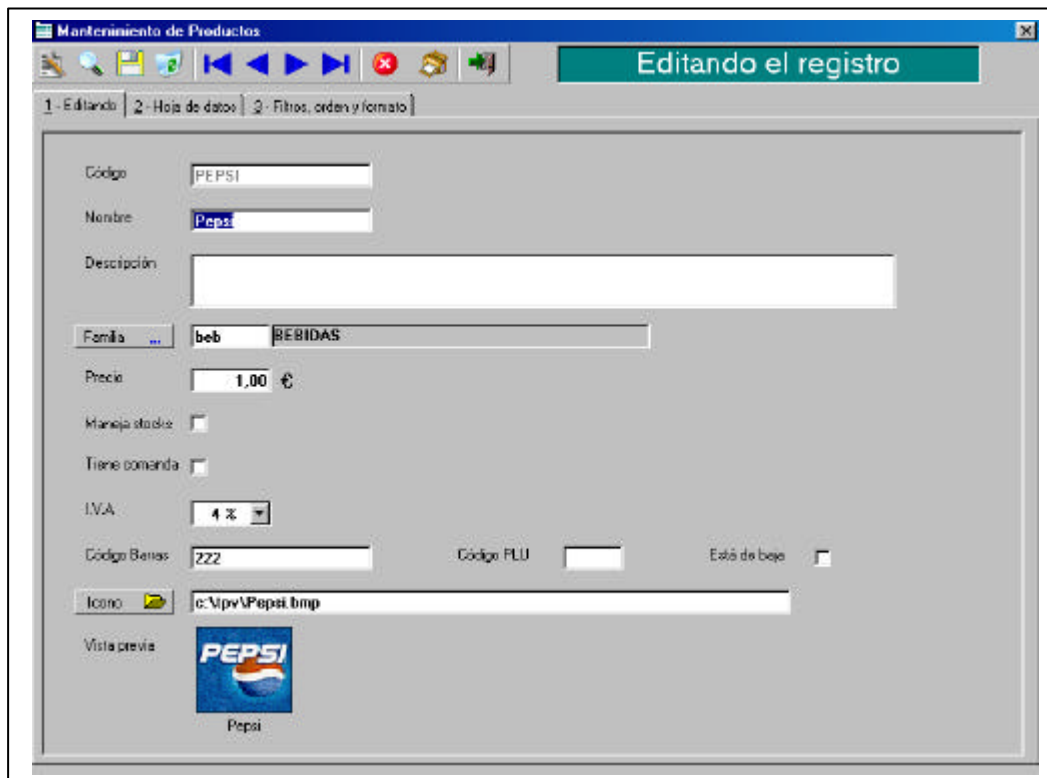 Mantenimiento de Productos
Editando el registro
1 - Editando 2 - Hoja de datos 3 - Filtros, orden y formato
Código PEPSI
Nombre Pepsi
Descripción
Familia ... beb BEBIDAS
Precio 1,00 €
Maneja stocks
Tiene comanda
I.V.A 4 %
Código Barras 222 Código PLU Está de baja
Icono c:\tpv\Pepsi.bmp
Vista previa PEPSI
Pepsi